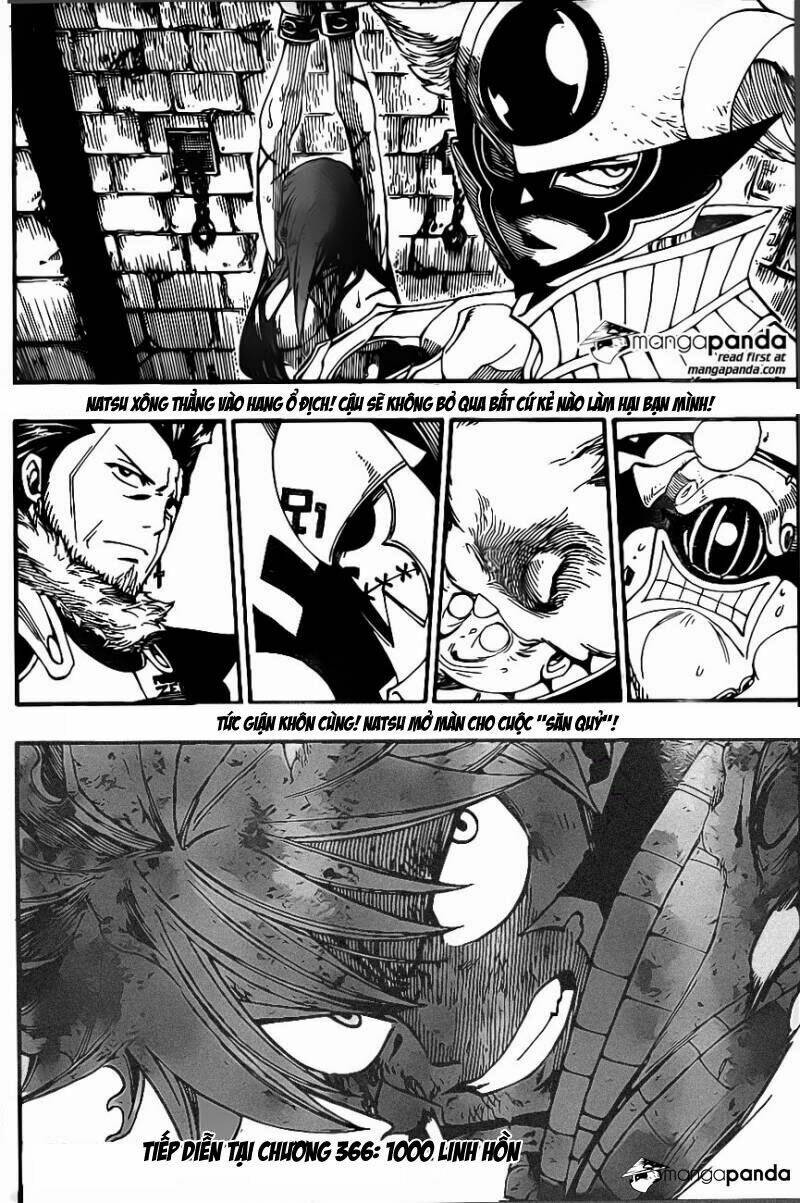 mangapanda
read first at
mangapanda.com
NATSU XÔNG THẲNG VÀO HANG Ổ ĐỊCH! CẬU SẼ KHÔNG BỎ QUA BẤT CỨ KẺ NÀO LÀM HẠI BẠN MÌNH!
TỨC GIẬN KHÔN CÙNG! NATSU MỞ MÀN CHO CUỘC "SĂN QUỶ"!
TIẾP DIỄN TẠI CHƯƠNG 366: 1000 LINH HỒN
mangapanda